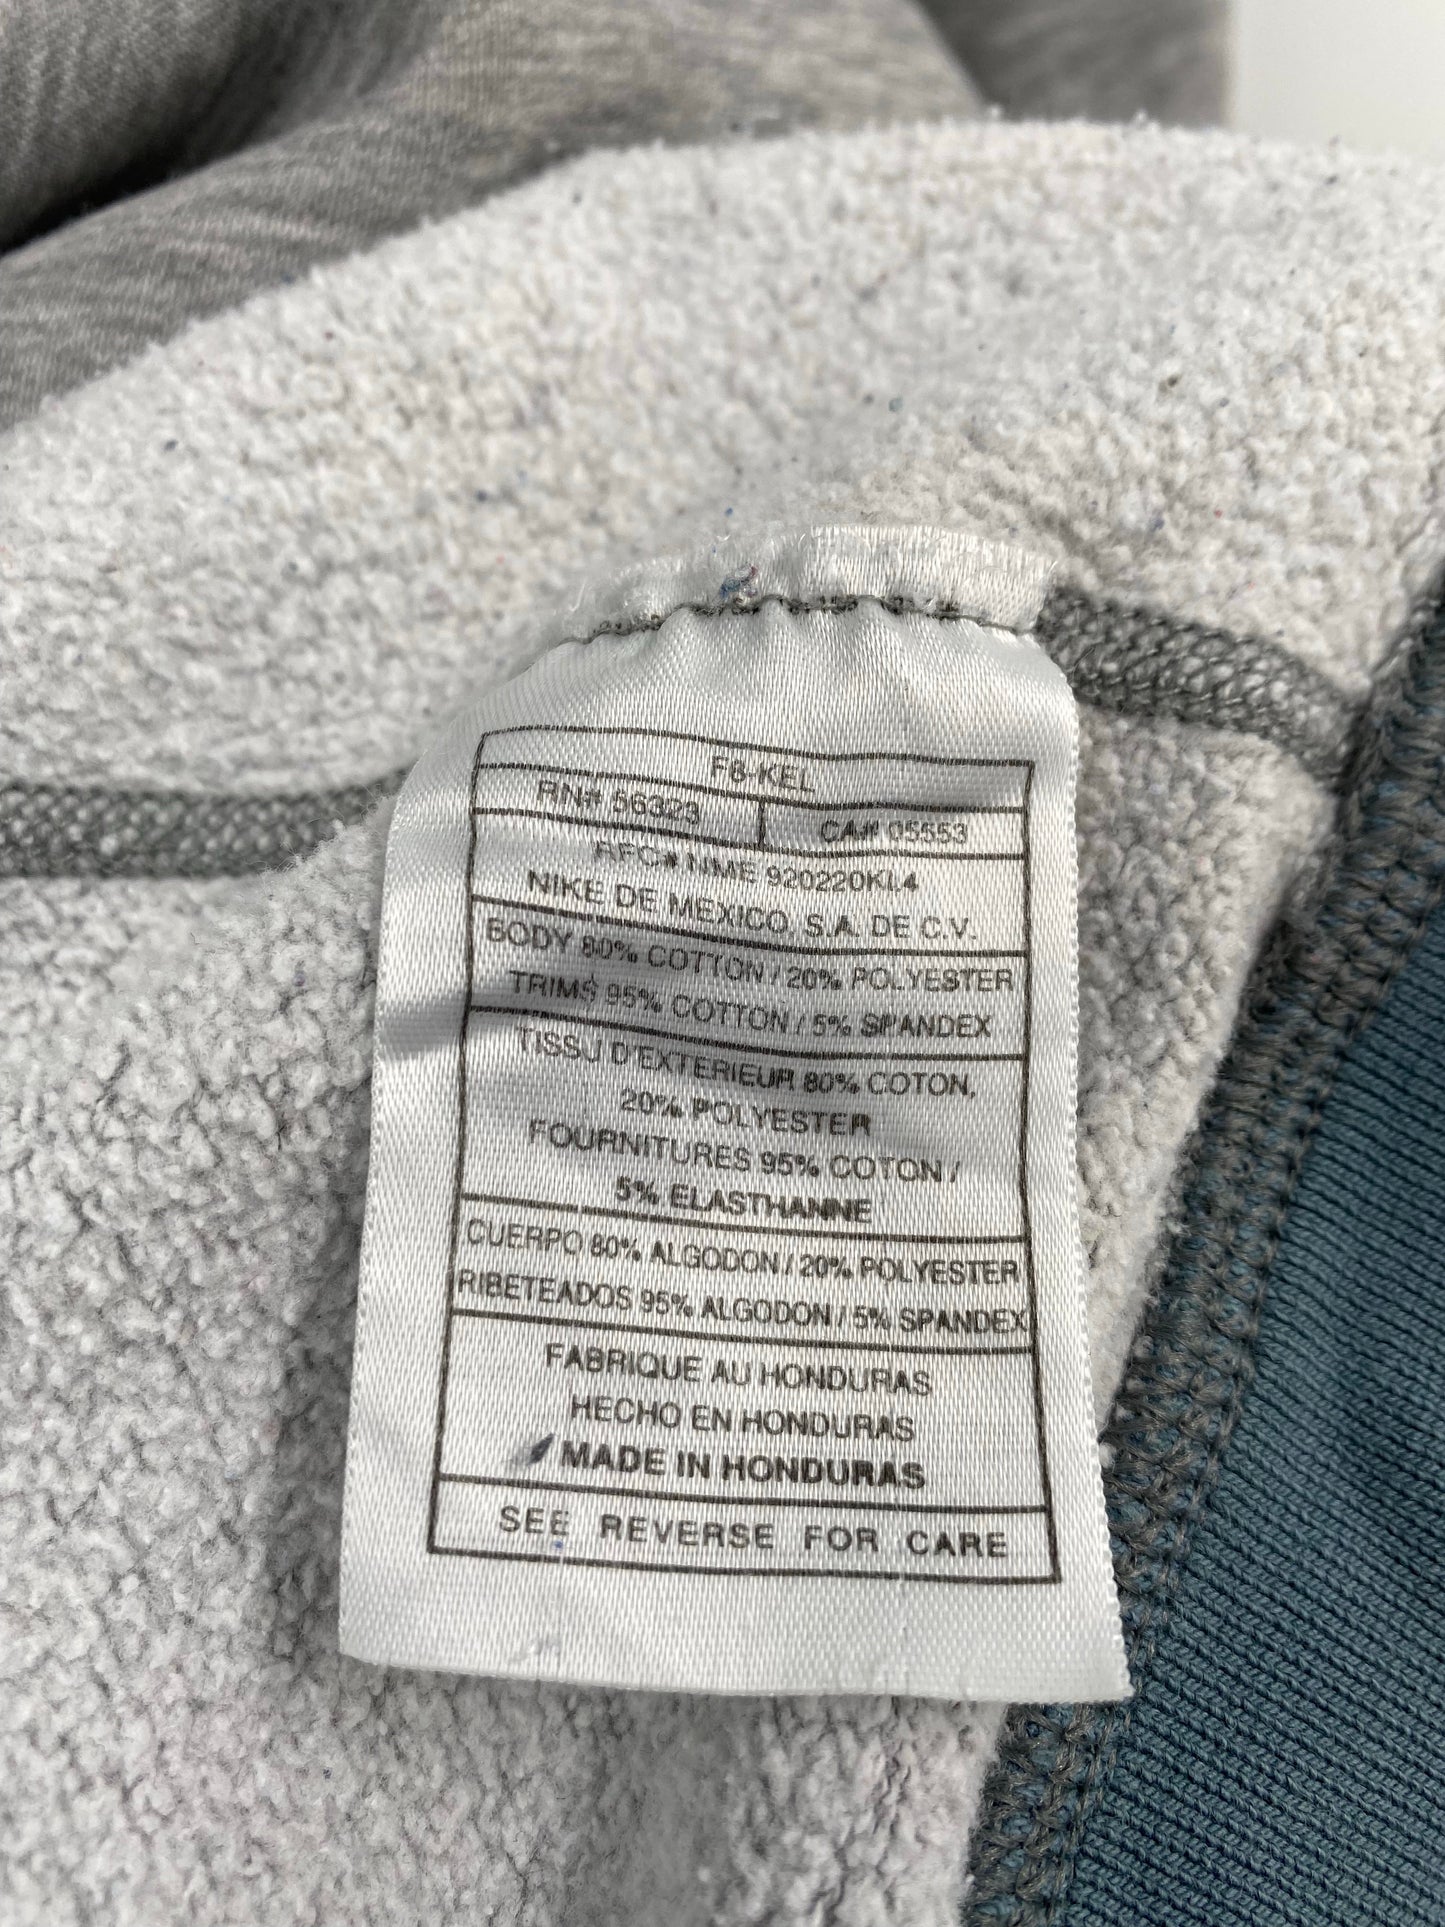 F8-KEL
RN# 56323 CA# 05553
RFC# NME 920220KL4
NIKE DE MEXICO, S.A. DE C.V.
BODY 80% COTTON / 20% POLYESTER
TRIMS 95% COTTON / 5% SPANDEX
TISSU D'EXTERIEUR 80% COTON,
20% POLYESTER
FOURNITURES 95% COTON /
5% ELASTHANNE
CUERPO 80% ALGODON / 20% POLYESTER
RIBETEADOS 95% ALGODON / 5% SPANDEX
FABRIQUE AU HONDURAS
HECHO EN HONDURAS
MADE IN HONDURAS
SEE REVERSE FOR CARE